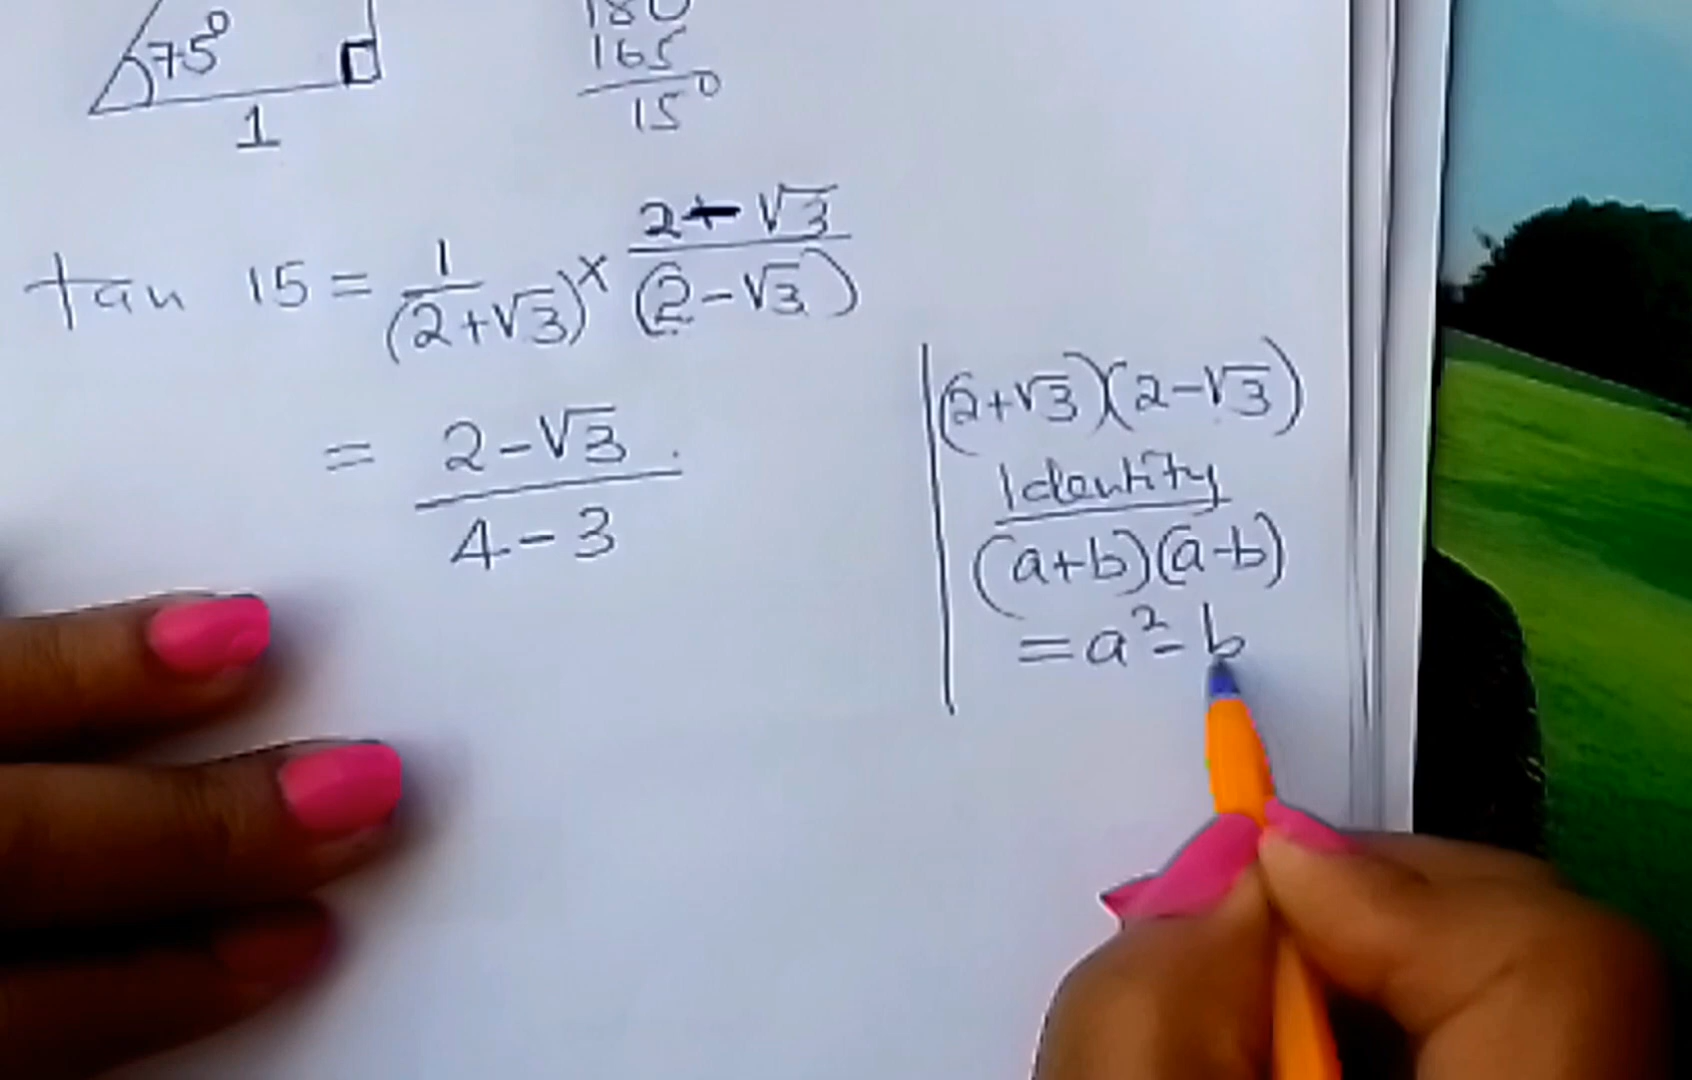 75°
1
180
165
15°
tan 15 = 1/(2+√3) × 2-√3/(2-√3)
= 2-√3/4-3
(2+√3)(2-√3)
Identity
(a+b)(a-b)
= a²-b